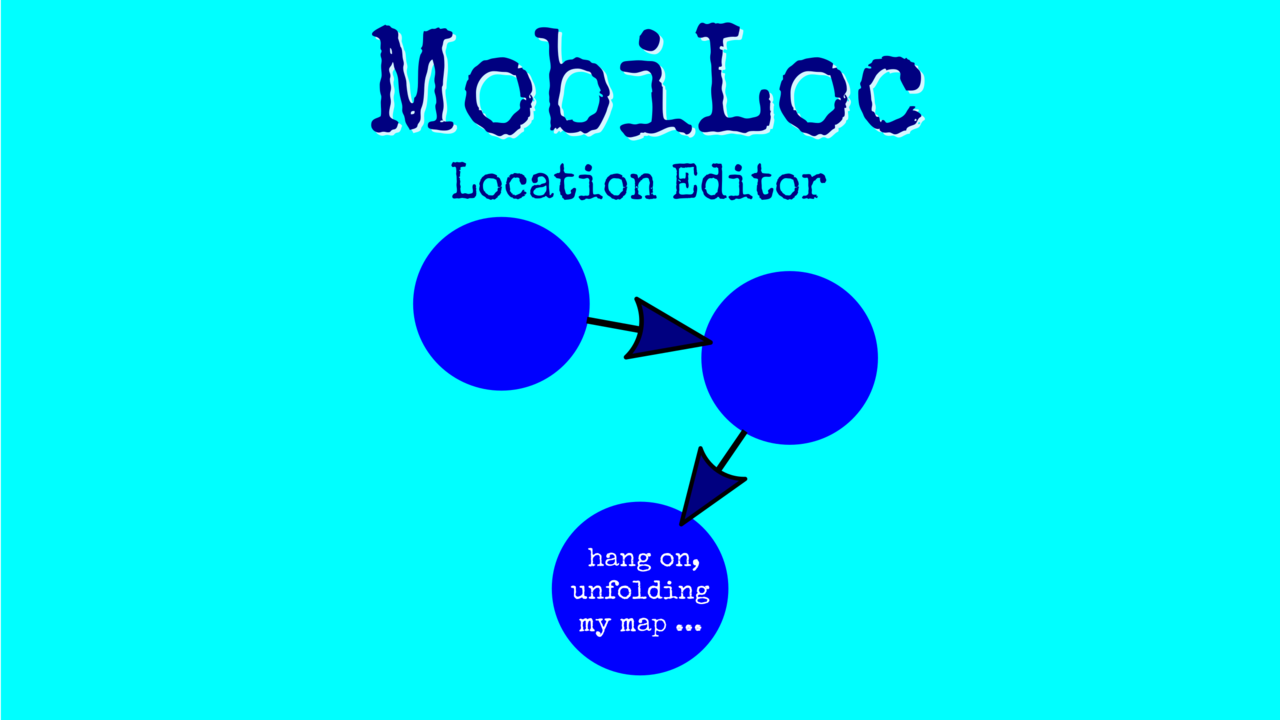 MobiLoc
Location Editor
hang on,
unfolding
my map ...